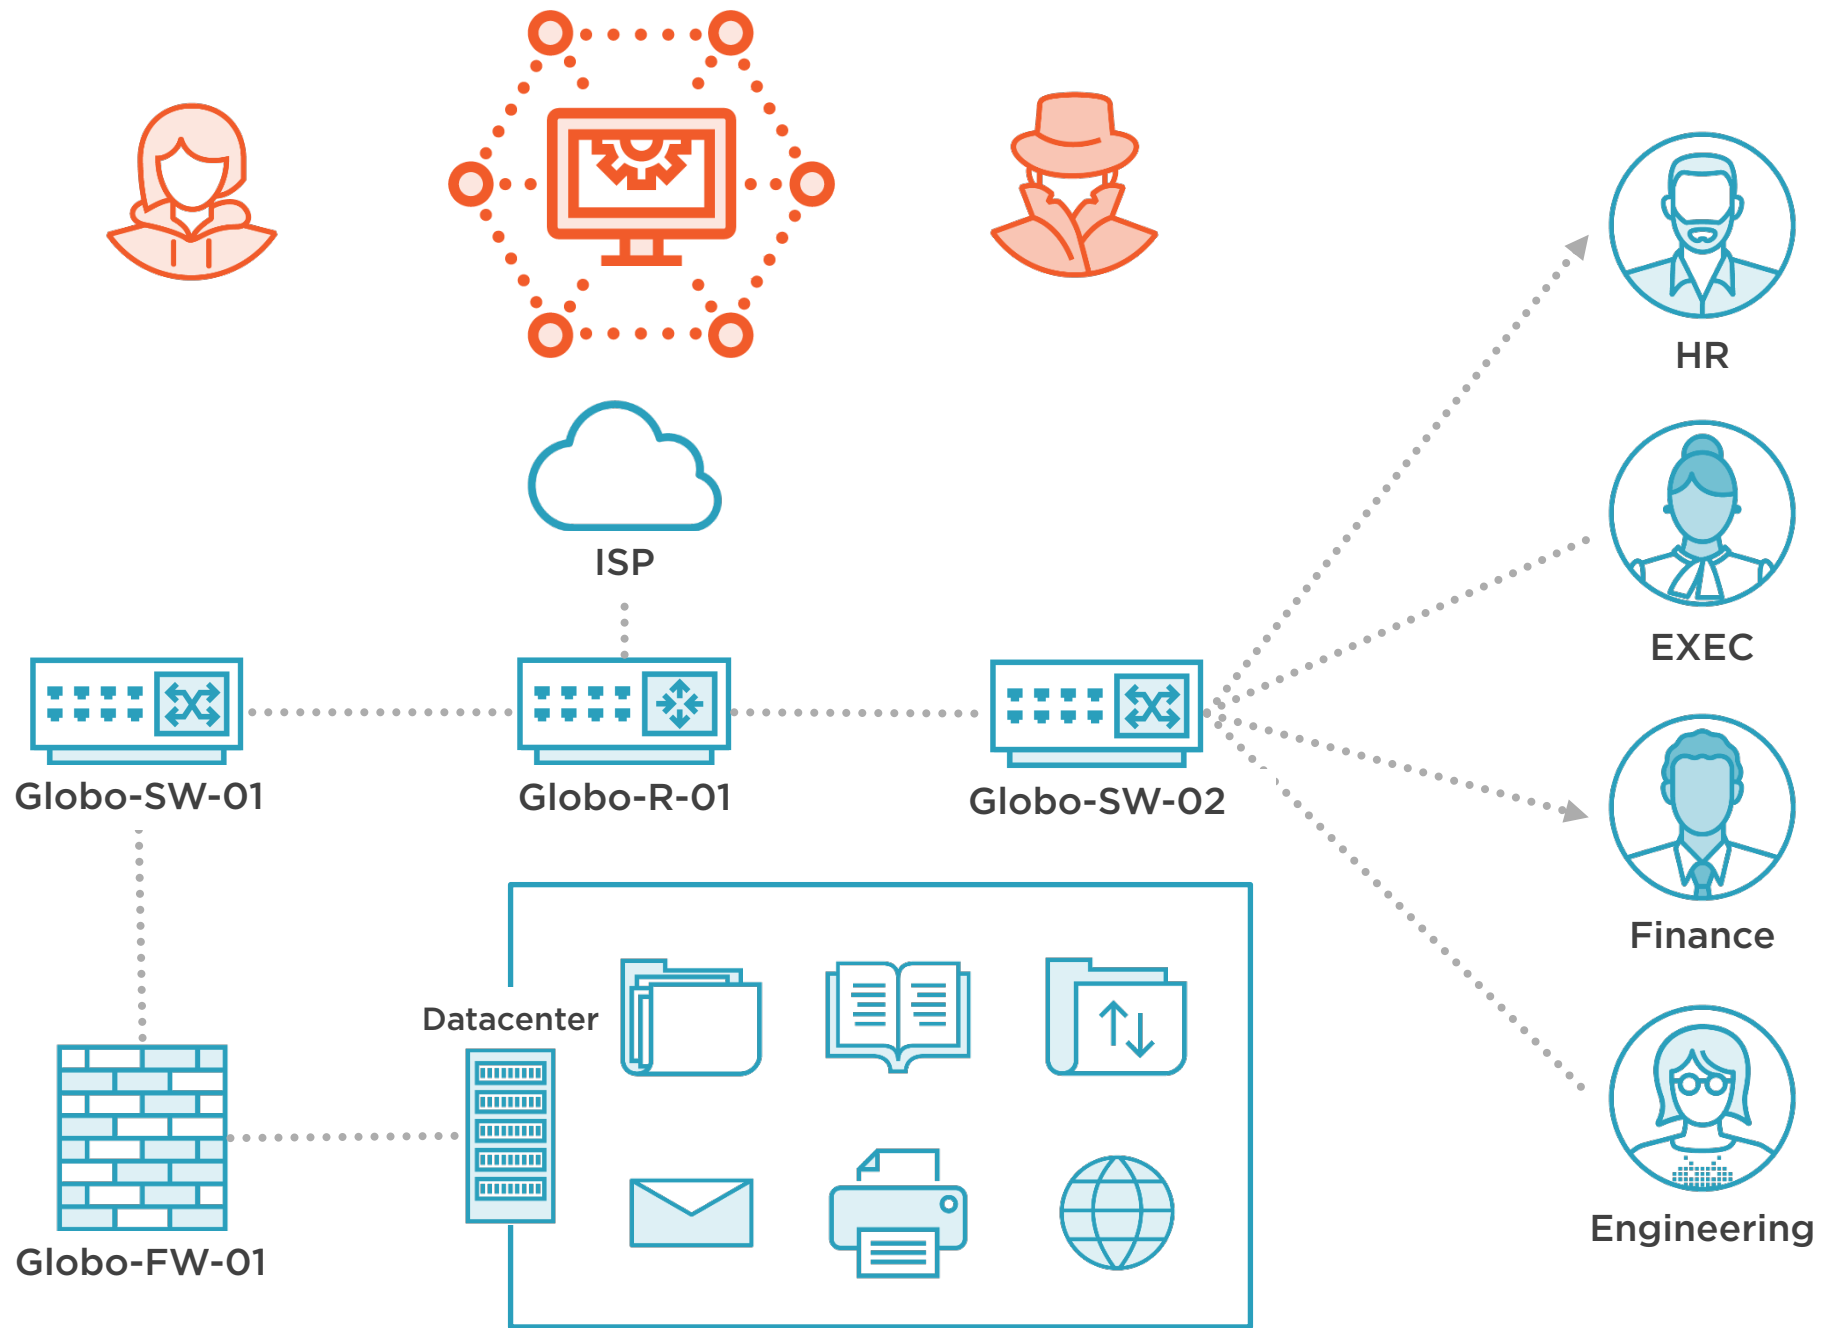 HR
ISP
EXEC
Globo-SW-01
Globo-R-01
Globo-SW-02
Finance
Datacenter
Engineering
Globo-FW-01